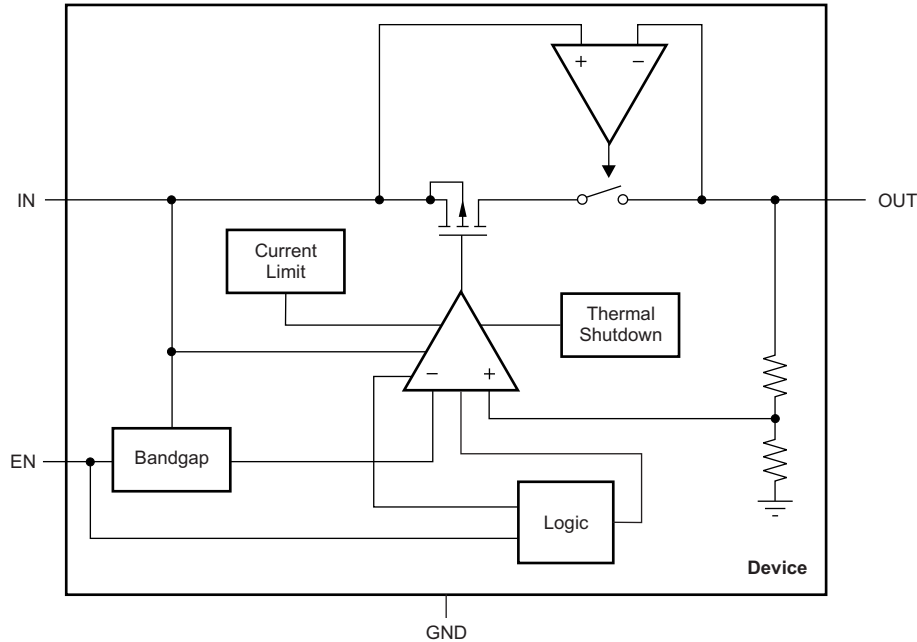 + −
IN
OUT
Current
Limit
Thermal
Shutdown
− +
EN
Bandgap
Logic
Device
GND